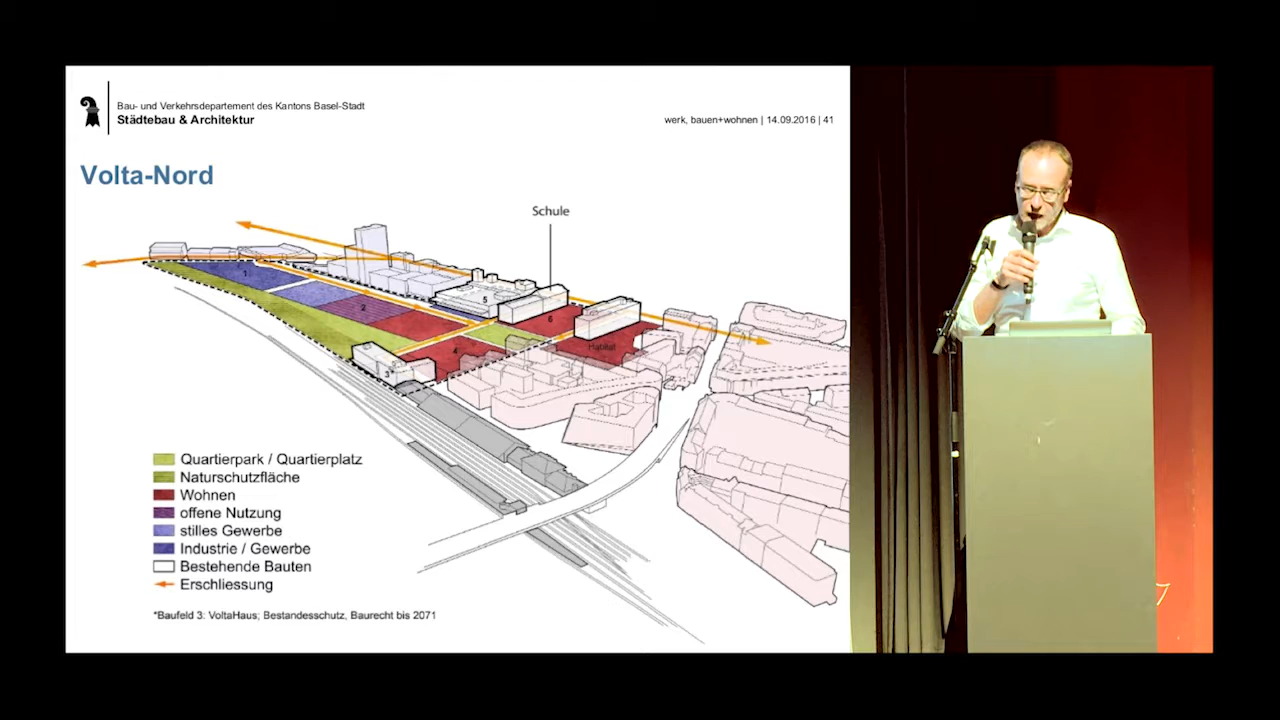 Bau- und Verkehrsdepartement des Kantons Basel-Stadt
Städtebau & Architektur
werk, bauen+wohnen | 14.09.2016 | 41
Volta-Nord
Schule
1
2
5
6
Habitat
4
3*
Quartierpark / Quartierplatz
Naturschutzfläche
Wohnen
offene Nutzung
stilles Gewerbe
Industrie / Gewerbe
Bestehende Bauten
Erschliessung
*Baufeld 3: VoltaHaus; Bestandesschutz, Baurecht bis 2071